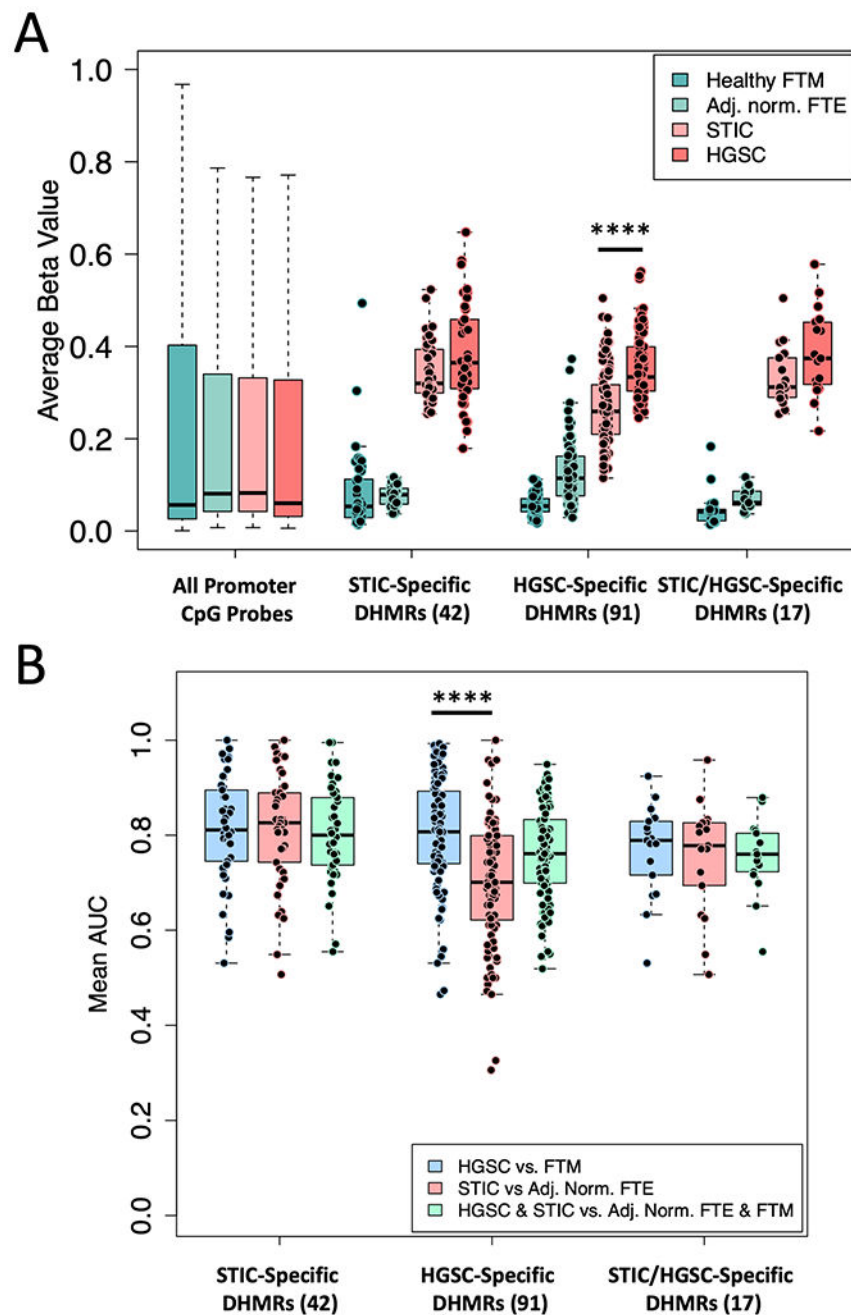 A
Average Beta Value
1.0
0.8
0.6
0.4
0.2
0.0
Healthy FTM
Adj. norm. FTE
STIC
HGSC
****
All Promoter
CpG Probes
STIC-Specific
DHMRs (42)
HGSC-Specific
DHMRs (91)
STIC/HGSC-Specific
DHMRs (17)
B
Mean AUC
1.0
0.8
0.6
0.4
0.2
0.0
****
HGSC vs. FTM
STIC vs Adj. Norm. FTE
HGSC & STIC vs. Adj. Norm. FTE & FTM
STIC-Specific
DHMRs (42)
HGSC-Specific
DHMRs (91)
STIC/HGSC-Specific
DHMRs (17)